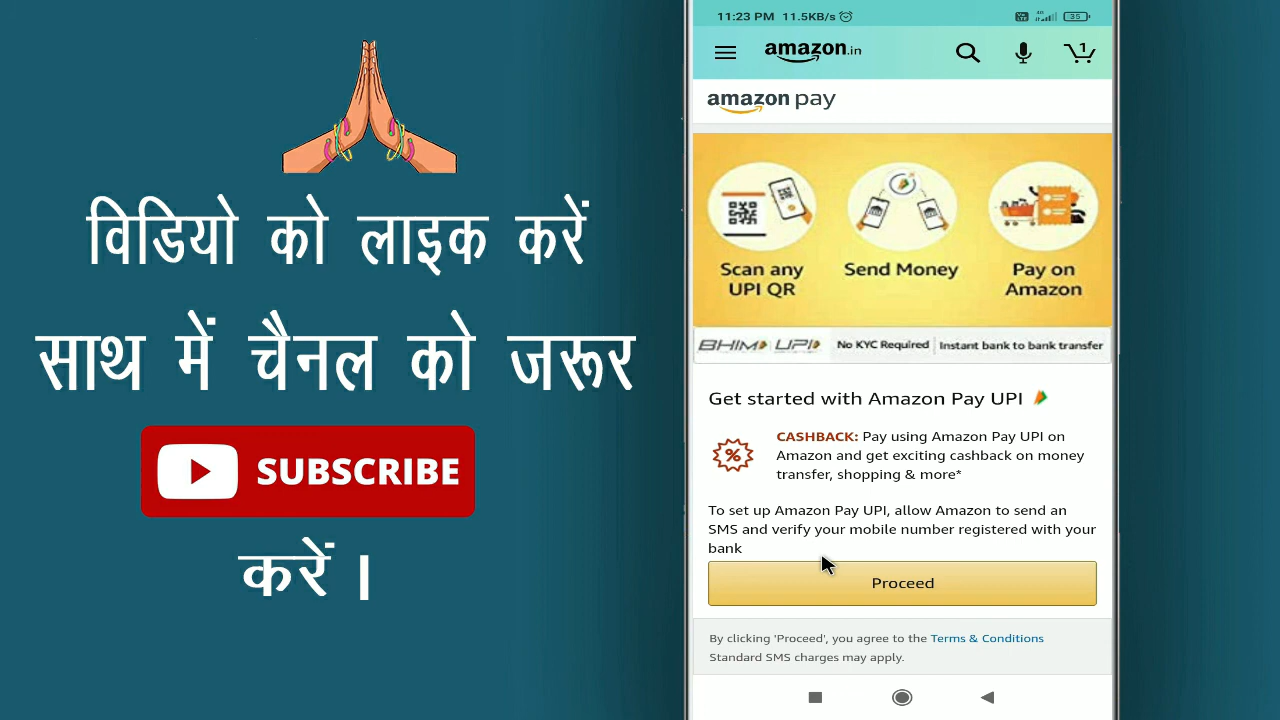 विडियो को लाइक करें
साथ में चैनल को जरूर
SUBSCRIBE
करें ।
11:23 PM 11.5KB/s
4G
35
amazon.in
1
amazon pay
Scan any
UPI QR
Send Money
Pay on
Amazon
KYC
KYC
BHIM UPI No KYC Required | Instant bank to bank transfer
Get started with Amazon Pay UPI
CASHBACK: Pay using Amazon Pay UPI on
Amazon and get exciting cashback on money
transfer, shopping & more*
%
To set up Amazon Pay UPI, allow Amazon to send an
SMS and verify your mobile number registered with your
bank
Proceed
By clicking 'Proceed', you agree to the Terms & Conditions
Standard SMS charges may apply.